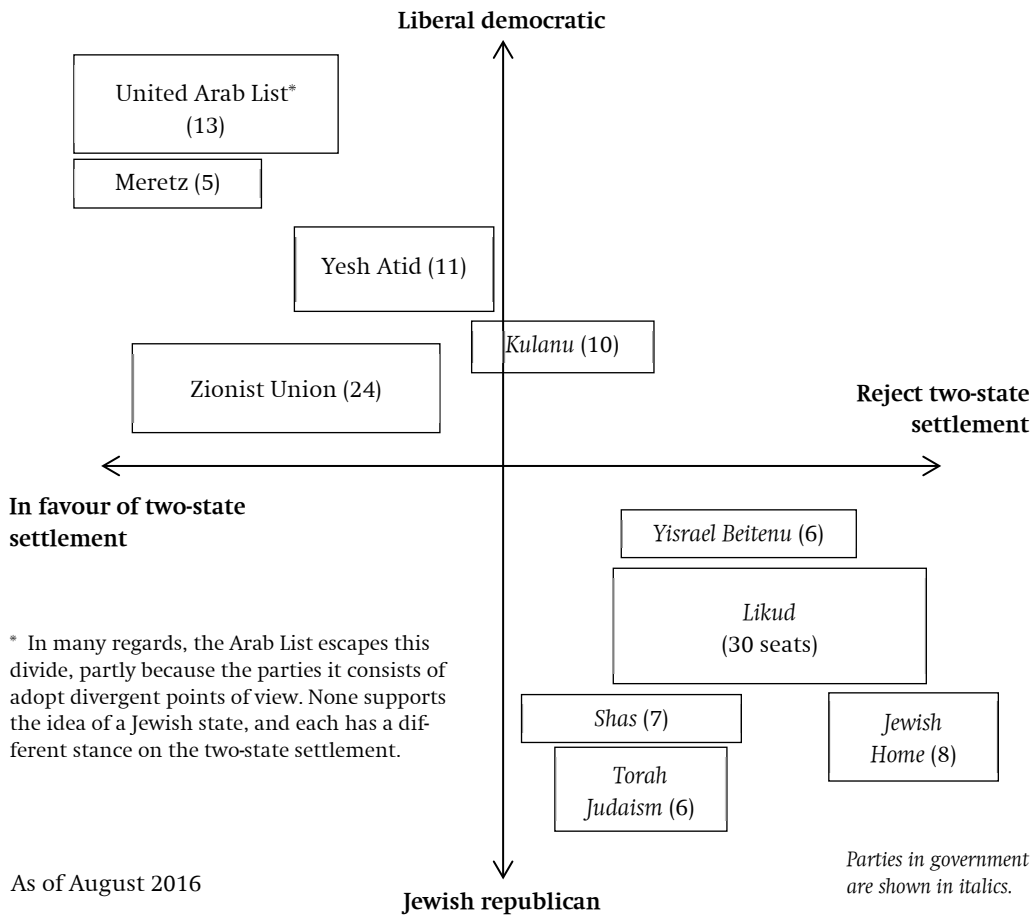 Liberal democratic
United Arab List*
(13)
Meretz (5)
Yesh Atid (11)
Kulanu (10)
Zionist Union (24)
Reject two-state
settlement
In favour of two-state
settlement
Yisrael Beitenu (6)
Likud
(30 seats)
* In many regards, the Arab List escapes this
divide, partly because the parties it consists of
adopt divergent points of view. None supports
the idea of a Jewish state, and each has a dif-
ferent stance on the two-state settlement.
Shas (7)
Jewish
Home (8)
Torah
Judaism (6)
As of August 2016
Parties in government
are shown in italics.
Jewish republican